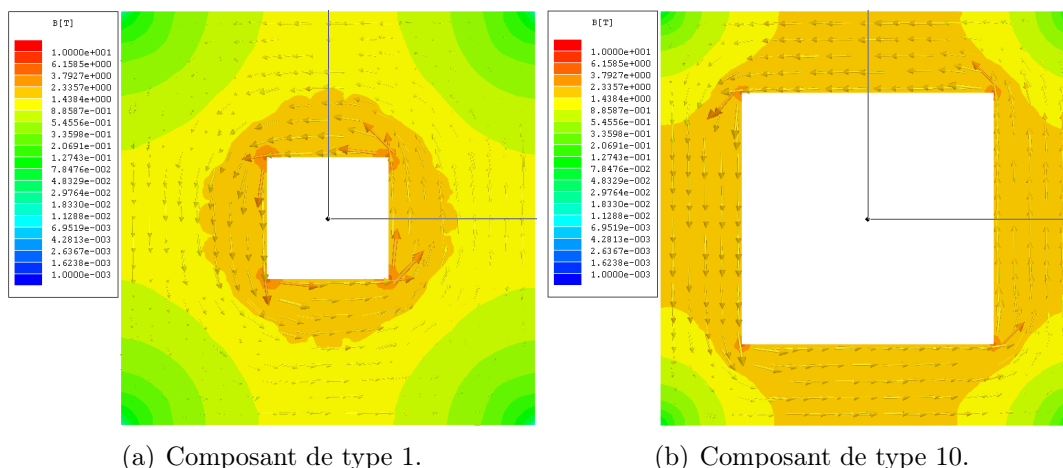 B[T]
1.0000e+001
6.1585e+000
3.7927e+000
2.3357e+000
1.4384e+000
8.8587e-001
5.4556e-001
3.3598e-001
2.0691e-001
1.2743e-001
7.8476e-002
4.8329e-002
2.9764e-002
1.8330e-002
1.1288e-002
6.9519e-003
4.2813e-003
2.6367e-003
1.6238e-003
1.0000e-003
B[T]
1.0000e+001
6.1585e+000
3.7927e+000
2.3357e+000
1.4384e+000
8.8587e-001
5.4556e-001
3.3598e-001
2.0691e-001
1.2743e-001
7.8476e-002
4.8329e-002
2.9764e-002
1.8330e-002
1.1288e-002
6.9519e-003
4.2813e-003
2.6367e-003
1.6238e-003
1.0000e-003
(a) Composant de type 1.
(b) Composant de type 10.